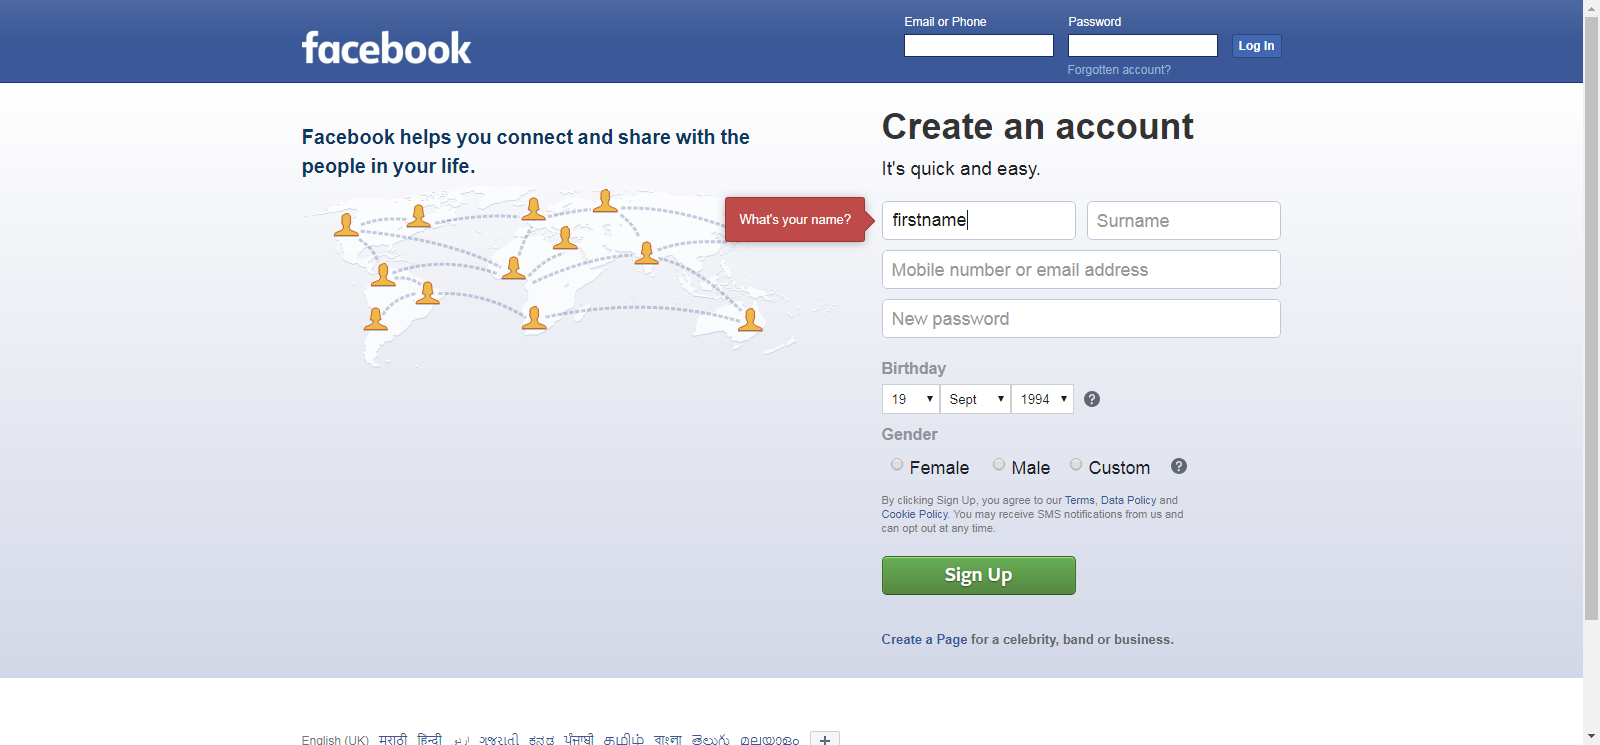 facebook
Email or Phone
Password
Log In
Forgotten account?
Facebook helps you connect and share with the
people in your life.
Create an account
It's quick and easy.
What's your name?
firstname
Surname
Mobile number or email address
New password
Birthday
19
Sept
1994
?
Gender
Female
Male
Custom
?
By clicking Sign Up, you agree to our Terms, Data Policy and
Cookie Policy. You may receive SMS notifications from us and
can opt out at any time.
Sign Up
Create a Page for a celebrity, band or business.
English (UK) मराठी हिन्दी اردو ગુજરાતી ಕನ್ನಡ ਪੰਜਾਬੀ தமிழ் বাংলা తెలుగు മലയാളം +